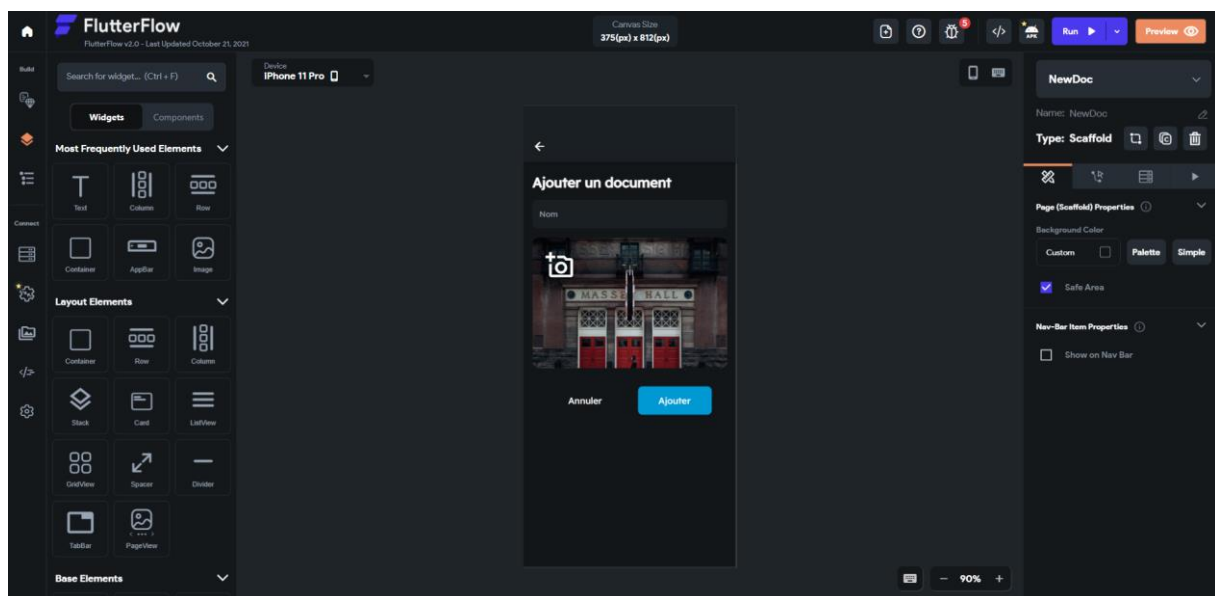 FlutterFlow
FlutterFlow v2.0 - Last Updated October 21, 2021
Canvas Size
375(px) x 812(px)
5
</>
APK
Run
Preview
Build
Search for widget... (Ctrl + F)
Device
iPhone 11 Pro
NewDoc
Widgets
Components
Name: NewDoc
Type: Scaffold
Most Frequently Used Elements
Text
Column
Row
Container
AppBar
Image
Connect
Ajouter un document
Nom
MASSEY HALL
Annuler
Ajouter
Page (Scaffold) Properties
Background Color
Custom
Palette
Simple
Safe Area
Nav-Bar Item Properties
Show on Nav Bar
Layout Elements
Container
Row
Column
Stack
Card
ListView
GridView
Spacer
Divider
TabBar
PageView
Base Elements
90%